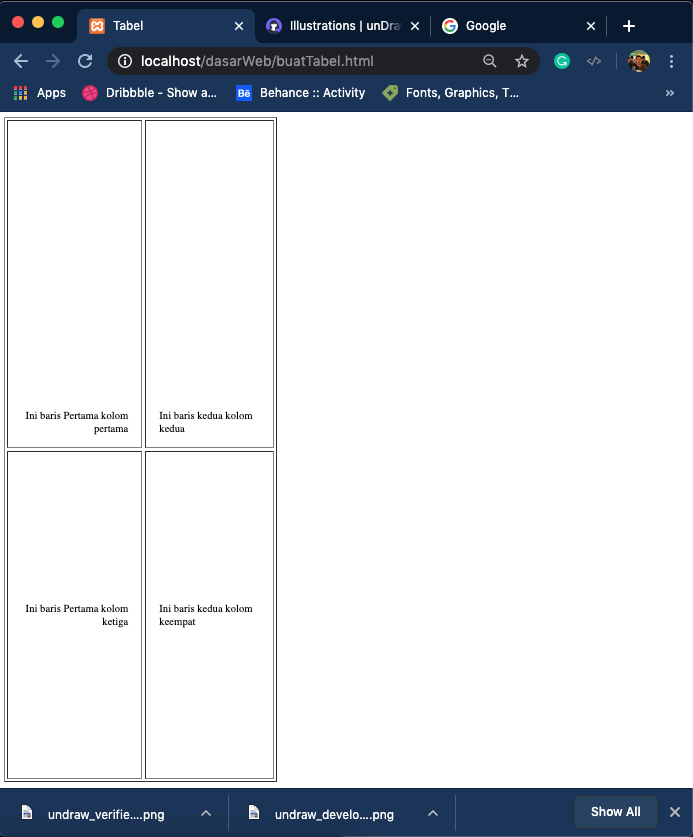 Tabel
Illustrations | unDra
Google
localhost/dasarWeb/buatTabel.html
Apps
Dribbble - Show a...
Bē
Behance :: Activity
Fonts, Graphics, T...
Ini baris Pertama kolom
pertama
Ini baris kedua kolom
kedua
Ini baris Pertama kolom
ketiga
Ini baris kedua kolom
keempat
undraw_verifie....png
undraw_develo....png
Show All